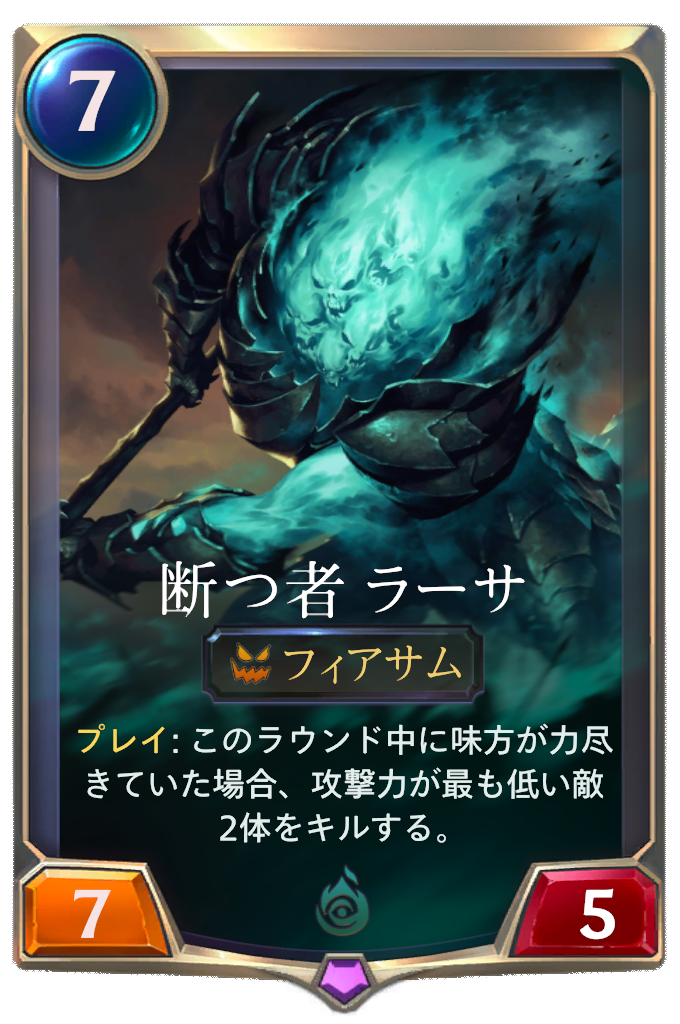 7
断つ者 ラーサ
フィアサム
プレイ: このラウンド中に味方が力尽
きていた場合、攻撃力が最も低い敵
2体をキルする。
7
5